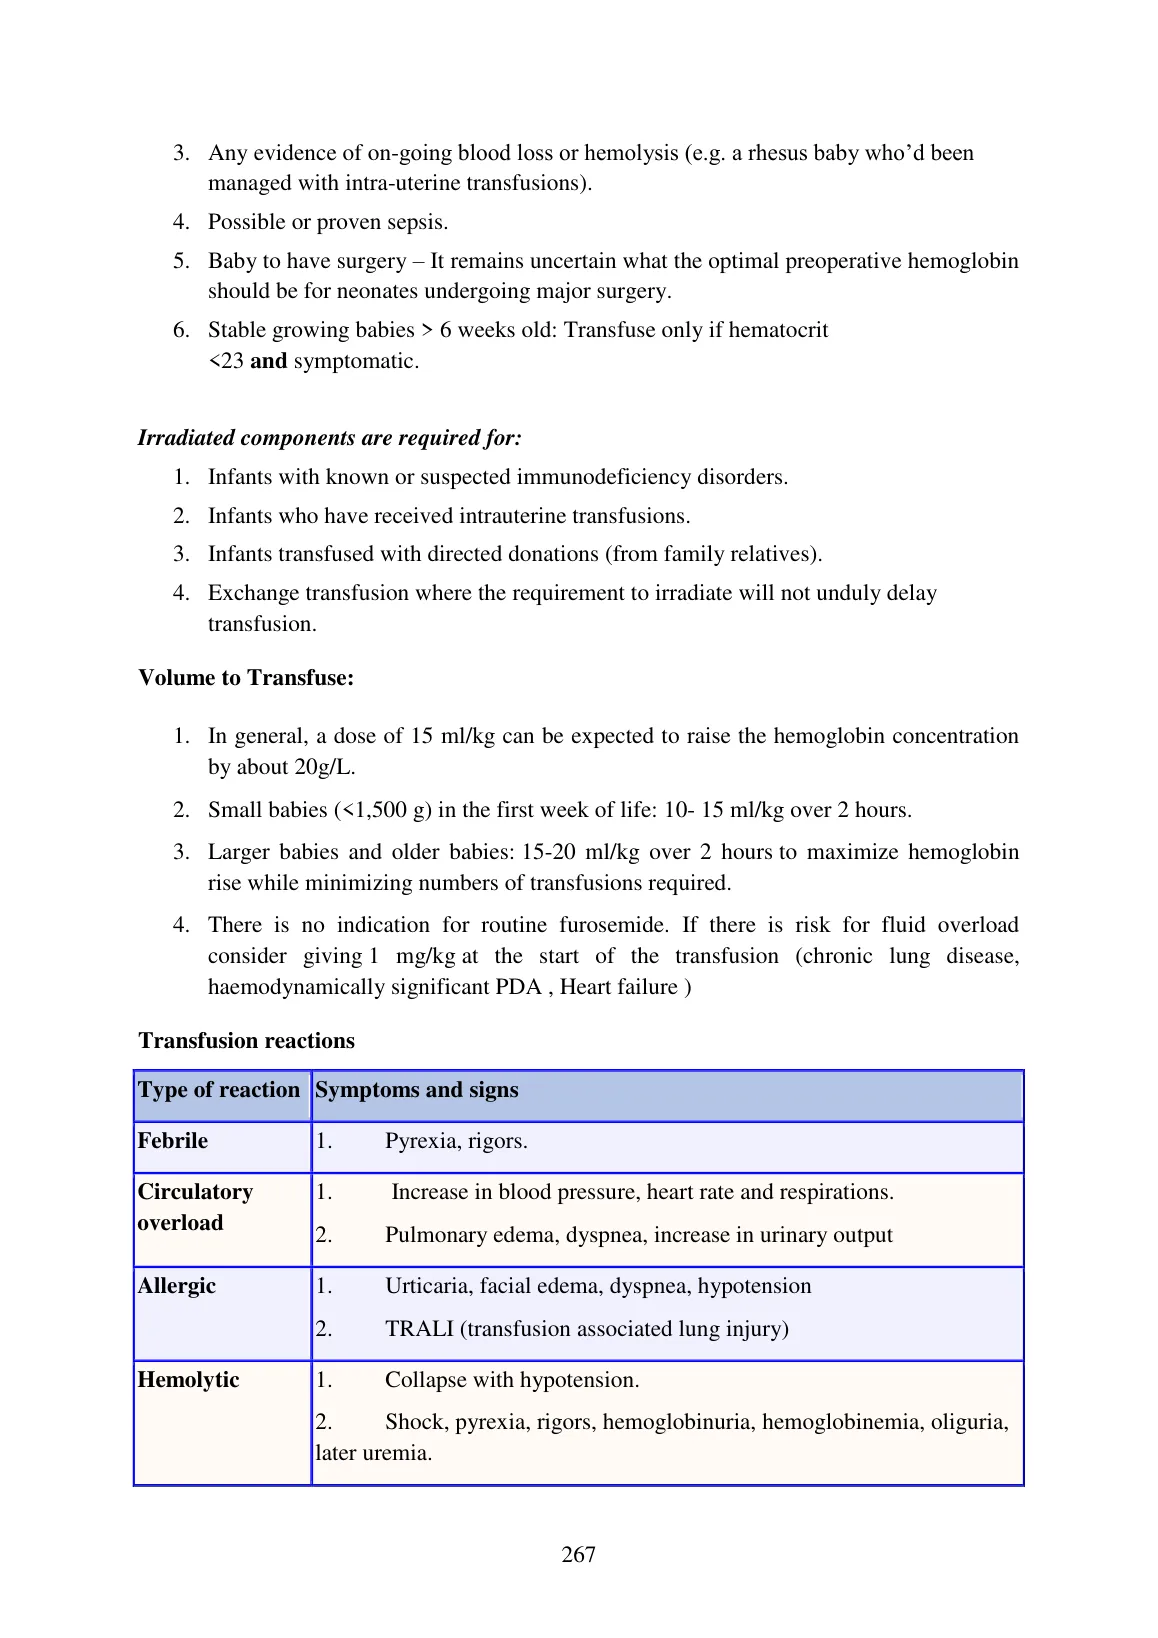 3. Any evidence of on-going blood loss or hemolysis (e.g. a rhesus baby who’d been
managed with intra-uterine transfusions).
4. Possible or proven sepsis.
5. Baby to have surgery – It remains uncertain what the optimal preoperative hemoglobin
should be for neonates undergoing major surgery.
6. Stable growing babies > 6 weeks old: Transfuse only if hematocrit
<23 and symptomatic.
Irradiated components are required for:
1. Infants with known or suspected immunodeficiency disorders.
2. Infants who have received intrauterine transfusions.
3. Infants transfused with directed donations (from family relatives).
4. Exchange transfusion where the requirement to irradiate will not unduly delay
transfusion.
Volume to Transfuse:
1. In general, a dose of 15 ml/kg can be expected to raise the hemoglobin concentration
by about 20g/L.
2. Small babies (<1,500 g) in the first week of life: 10- 15 ml/kg over 2 hours.
3. Larger babies and older babies: 15-20 ml/kg over 2 hours to maximize hemoglobin
rise while minimizing numbers of transfusions required.
4. There is no indication for routine furosemide. If there is risk for fluid overload
consider giving 1 mg/kg at the start of the transfusion (chronic lung disease,
haemodynamically significant PDA , Heart failure )
Transfusion reactions
Type of reaction Symptoms and signs
Febrile 1. Pyrexia, rigors.
Circulatory 1. Increase in blood pressure, heart rate and respirations.
overload
2. Pulmonary edema, dyspnea, increase in urinary output
Allergic 1. Urticaria, facial edema, dyspnea, hypotension
2. TRALI (transfusion associated lung injury)
Hemolytic 1. Collapse with hypotension.
2. Shock, pyrexia, rigors, hemoglobinuria, hemoglobinemia, oliguria,
later uremia.
267